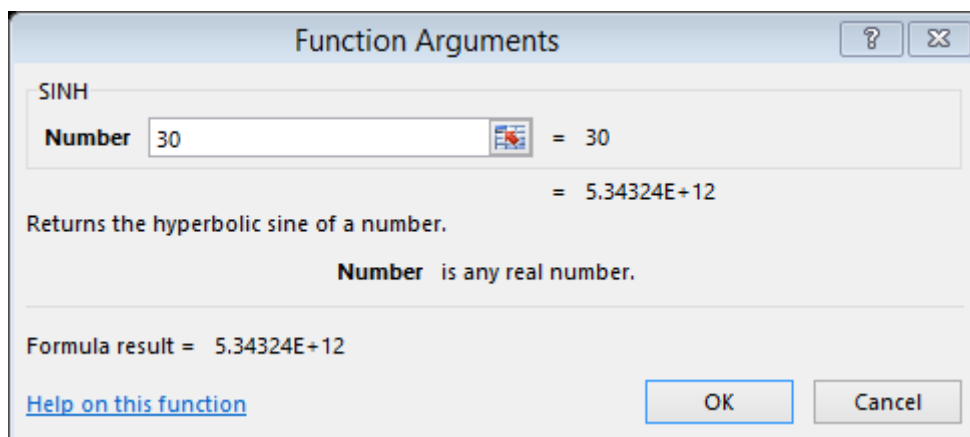 Function Arguments
SINH
Number 30 = 30
= 5.34324E+12
Returns the hyperbolic sine of a number.
Number is any real number.
Formula result = 5.34324E+12
Help on this function OK Cancel